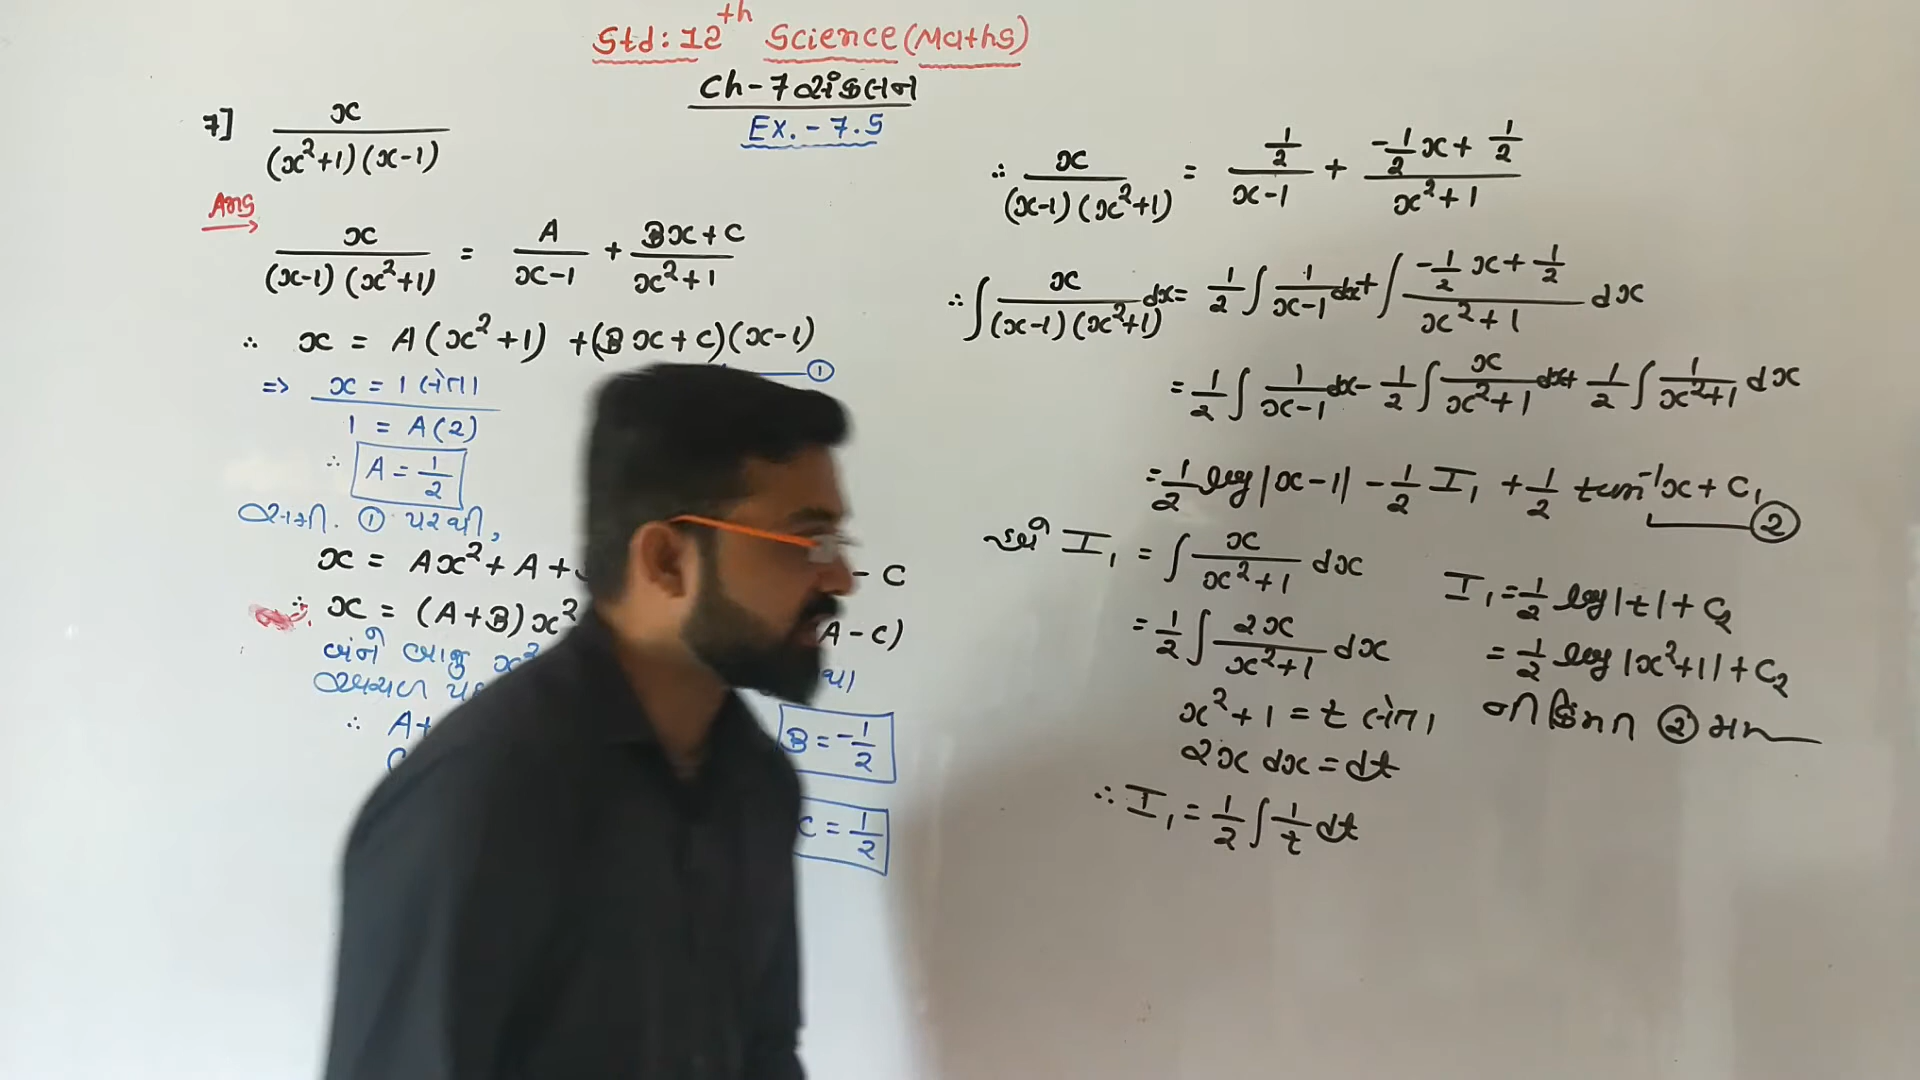 Std: 12th Science (Maths)
Ch-7 સંકલન
Ex. - 7.5
7] x / (x²+1)(x-1)
Ans
x / (x-1)(x²+1) = A / x-1 + Bx+C / x²+1
∴ x = A(x²+1) + (Bx+C)(x-1)
①
=> x = 1 લેતા
1 = A(2)
∴ A = 1/2
સમી. ① પરથી,
x = Ax² + A + - C
∴ x = (A+B)x² A-C)
બંને બાજુ x²
∴ A+
B = -1/2
C = 1/2
∴ x / (x-1)(x²+1) = 1/2 / x-1 + -1/2 x + 1/2 / x²+1
∴ ∫ x / (x-1)(x²+1) dx = 1/2 ∫ 1 / x-1 dx + ∫ -1/2 x + 1/2 / x²+1 dx
= 1/2 ∫ 1 / x-1 dx - 1/2 ∫ x / x²+1 dx + 1/2 ∫ 1 / x²+1 dx
= 1/2 log|x-1| - 1/2 I₁ + 1/2 tan⁻¹x + C₁
②
હવે I₁ = ∫ x / x²+1 dx
= 1/2 ∫ 2x / x²+1 dx
x²+1 = t લેતા
2x dx = dt
∴ I₁ = 1/2 ∫ 1/t dt
I₁ = 1/2 log|t| + C₂
= 1/2 log|x²+1| + C₂
ની કિંમત ②